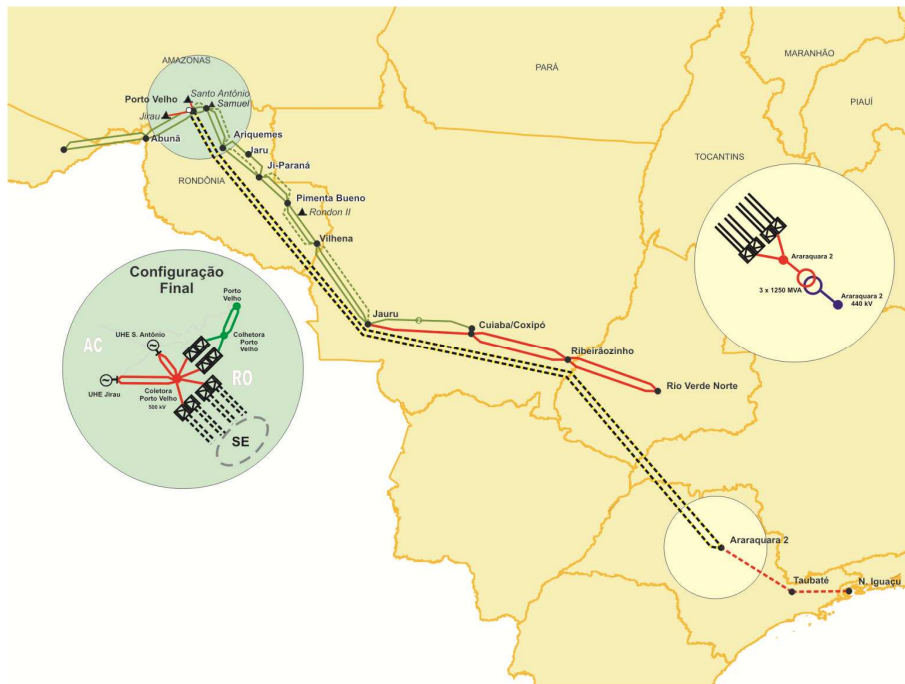 AMAZONAS
PARÁ
MARANHÃO
PIAUÍ
TOCANTINS
Porto Velho
Santo Antônio
Samuel
Jirau
Abunã
Ariquemes
Jaru
Ji-Paraná
RONDÔNIA
Pimenta Bueno
Rondon II
Vilhena
Jauru
Cuiaba/Coxipó
Ribeirãozinho
Rio Verde Norte
Araraquara 2
Taubaté
N. Iguaçu
Configuração
Final
Porto
Velho
AC
UHE S. Antônio
Colhetora
Porto
Velho
RO
UHE Jirau
Coletora
Porto Velho
500 kV
SE
Araraquara 2
3 x 1250 MVA
Araraquara 2
440 kV